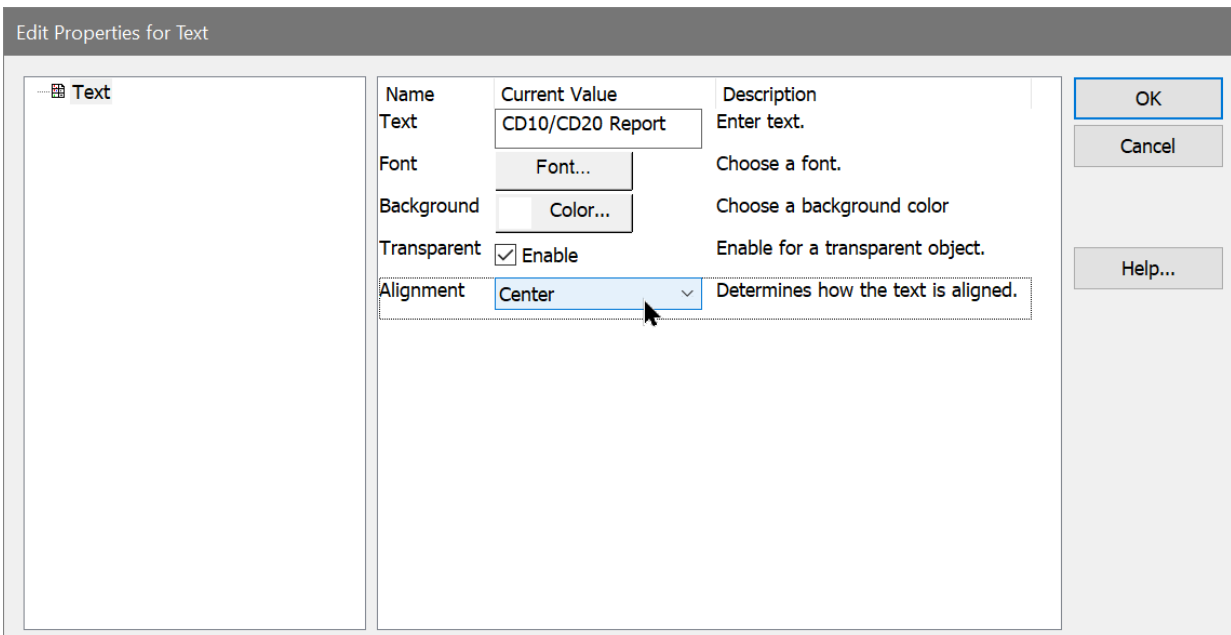 Edit Properties for Text
Text
Name Current Value Description
Text CD10/CD20 Report Enter text.
Font Font... Choose a font.
Background Color... Choose a background color
Transparent Enable Enable for a transparent object.
Alignment Center Determines how the text is aligned.
OK
Cancel
Help...